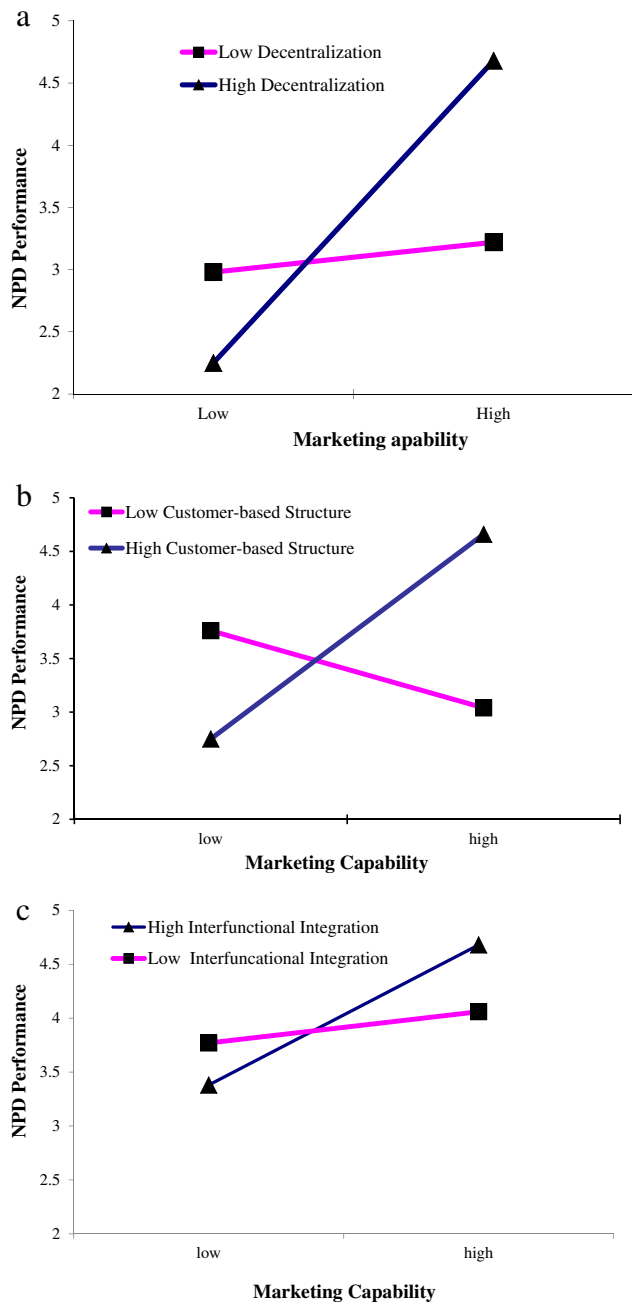 a
5
Low Decentralization
High Decentralization
4.5
4
3.5
3
2.5
2
NPD Performance
Low
High
Marketing apability
b
5
Low Customer-based Structure
High Customer-based Structure
4.5
4
3.5
3
2.5
2
NPD Performance
low
high
Marketing Capability
c
5
High Interfunctional Integration
Low Interfuncational Integration
4.5
4
3.5
3
2.5
2
NPD Performance
low
high
Marketing Capability